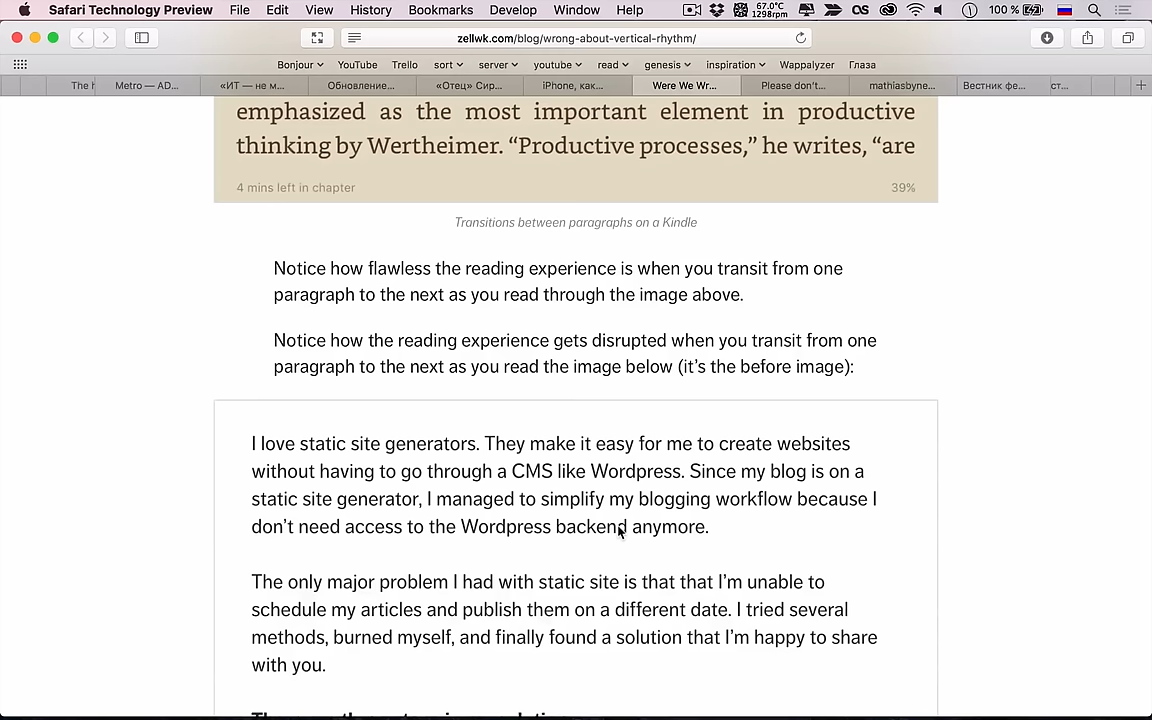 Safari Technology Preview File Edit View History Bookmarks Develop Window Help 67.0°C 1298rpm 100 %
zellwk.com/blog/wrong-about-vertical-rhythm/
Bonjour YouTube Trello sort server youtube read genesis inspiration Wappalyzer Глаза
The h Metro — AD... «ИТ — не м... Обновление... «Отец» Сир... iPhone, как... Were We Wr... Please don't... mathiasbyne... Вестник фе... ст...
emphasized as the most important element in productive
thinking by Wertheimer. “Productive processes,” he writes, “are
4 mins left in chapter 39%
Transitions between paragraphs on a Kindle
Notice how flawless the reading experience is when you transit from one
paragraph to the next as you read through the image above.
Notice how the reading experience gets disrupted when you transit from one
paragraph to the next as you read the image below (it’s the before image):
I love static site generators. They make it easy for me to create websites
without having to go through a CMS like Wordpress. Since my blog is on a
static site generator, I managed to simplify my blogging workflow because I
don’t need access to the Wordpress backend anymore.
The only major problem I had with static site is that that I’m unable to
schedule my articles and publish them on a different date. I tried several
methods, burned myself, and finally found a solution that I’m happy to share
with you.